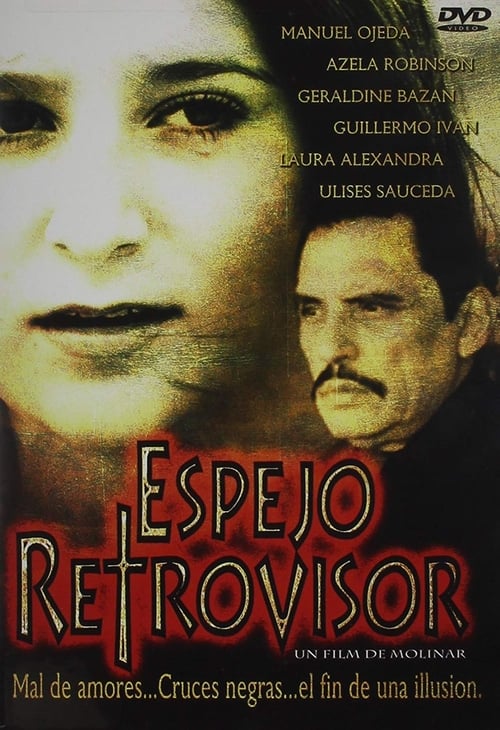 DVD
VIDEO
MANUEL OJEDA
AZELA ROBINSON
GERALDINE BAZAÑ
GUILLERMO IVAN
LAURA ALEXANDRA
ULISES SAUCEDA
ESPEJO
RETROVISOR
UN FILM DE MOLINAR
Mal de amores...Cruces negras...el fin de una illusion.